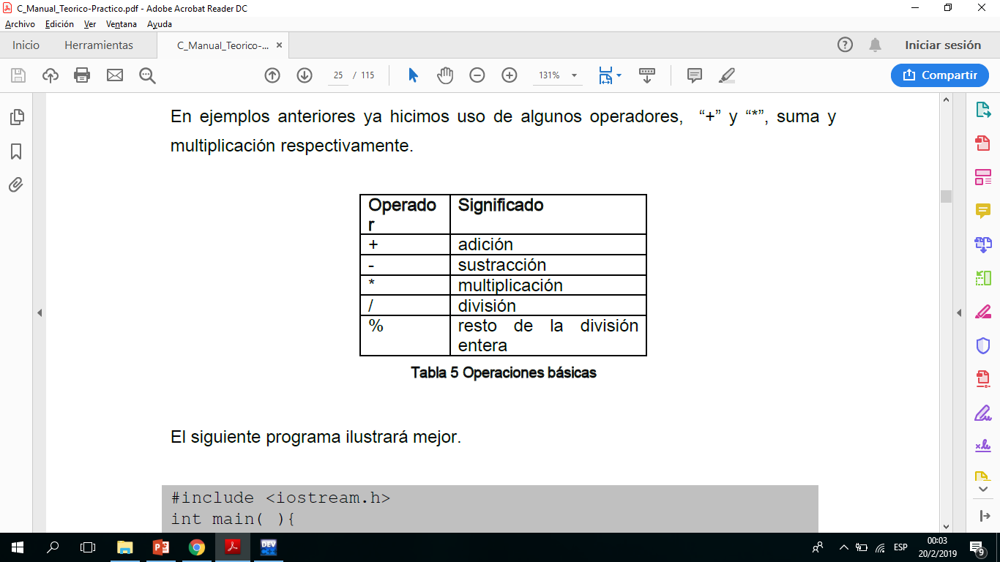 C_Manual_Teorico-Practico.pdf - Adobe Acrobat Reader DC
Archivo Edición Ver Ventana Ayuda
Inicio Herramientas C_Manual_Teorico-... × Iniciar sesión
25 / 115 131% Compartir
En ejemplos anteriores ya hicimos uso de algunos operadores, “+” y “*”, suma y
multiplicación respectivamente.
Operado
r
Significado
+ adición
- sustracción
* multiplicación
/ división
% resto de la división
entera
Tabla 5 Operaciones básicas
El siguiente programa ilustrará mejor.
#include <iostream.h>
int main( ){
DEV
ESP
00:03
20/2/2019
9